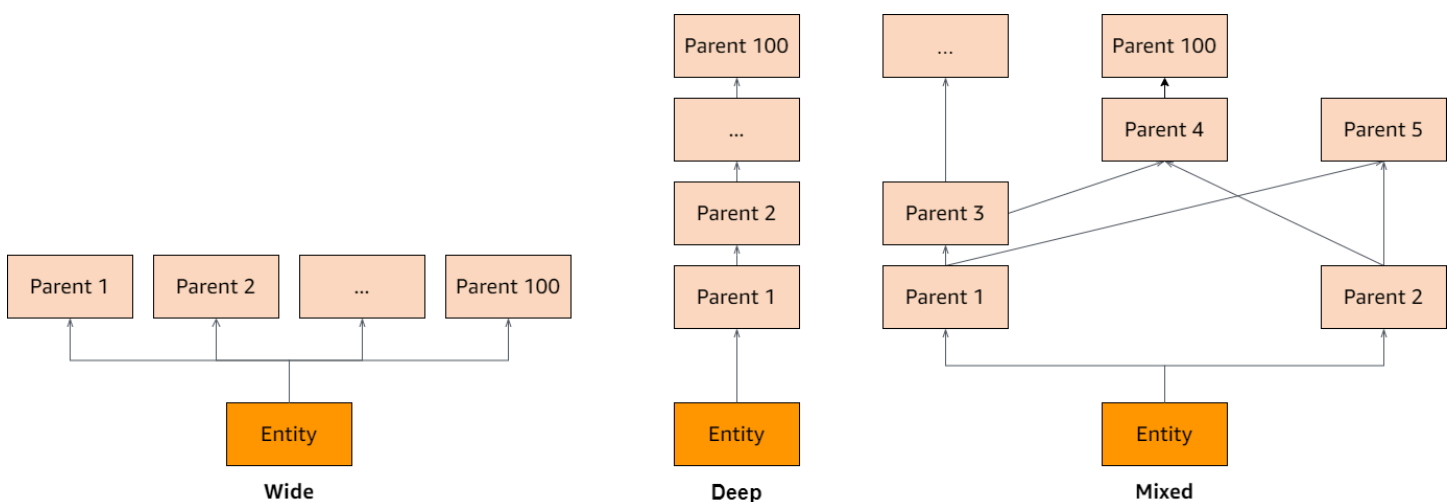 Parent 1
Parent 2
...
Parent 100
Entity
Wide
Parent 100
...
Parent 2
Parent 1
Entity
Deep
...
Parent 100
Parent 4
Parent 5
Parent 3
Parent 1
Parent 2
Entity
Mixed